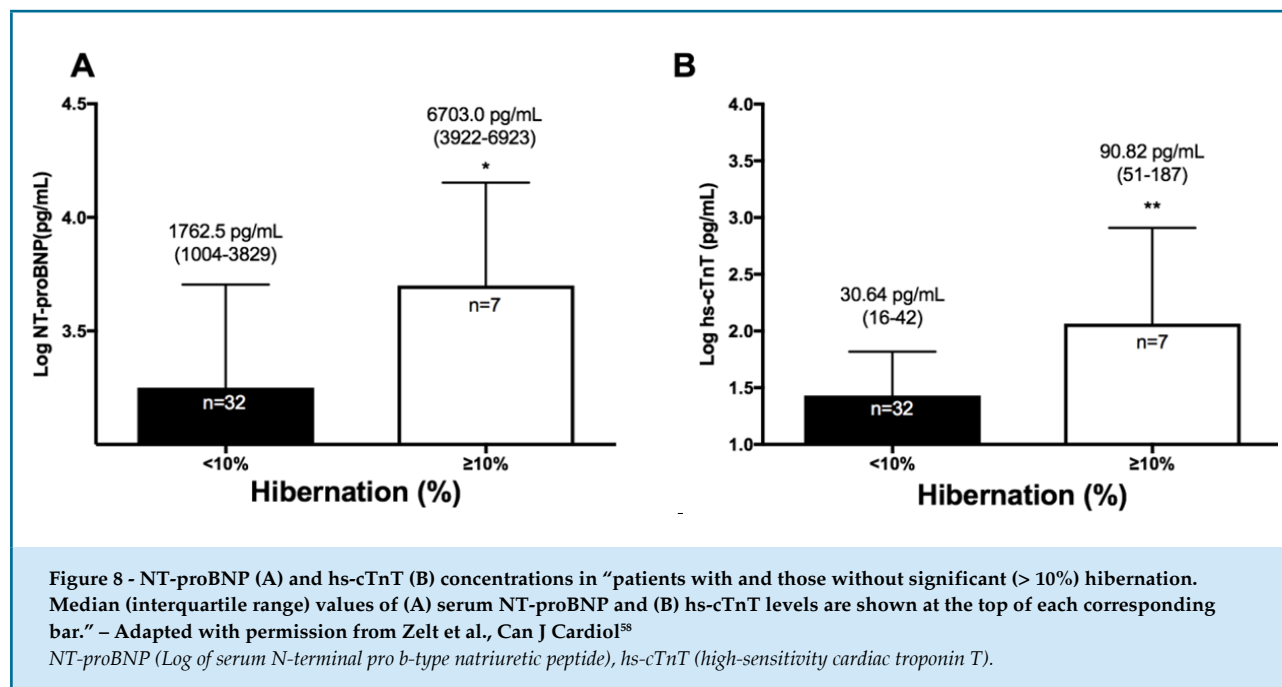 A
Log NT-proBNP(pg/mL)
4.5
4.0
3.5
1762.5 pg/mL
(1004-3829)
n=32
6703.0 pg/mL
(3922-6923)
*
n=7
<10%
≥10%
Hibernation (%)
B
Log hs-cTnT (pg/mL)
4.0
3.5
3.0
2.5
2.0
1.5
1.0
30.64 pg/mL
(16-42)
n=32
90.82 pg/mL
(51-187)
**
n=7
<10%
≥10%
Hibernation (%)
Figure 8 - NT-proBNP (A) and hs-cTnT (B) concentrations in “patients with and those without significant (> 10%) hibernation.
Median (interquartile range) values of (A) serum NT-proBNP and (B) hs-cTnT levels are shown at the top of each corresponding
bar.” – Adapted with permission from Zelt et al., Can J Cardiol⁵⁸
NT-proBNP (Log of serum N-terminal pro b-type natriuretic peptide), hs-cTnT (high-sensitivity cardiac troponin T).